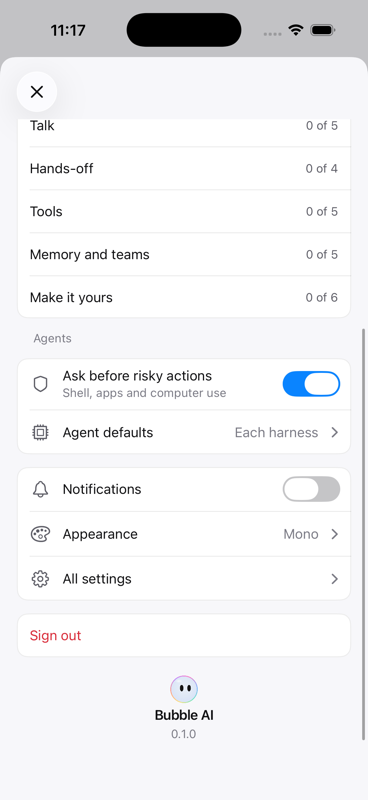 11:17
Talk
0 of 5
Hands-off
0 of 4
Tools
0 of 5
Memory and teams
0 of 5
Make it yours
0 of 6
Agents
Ask before risky actions
Shell, apps and computer use
Agent defaults
Each harness
Notifications
Appearance
Mono
All settings
Sign out
Bubble AI
0.1.0